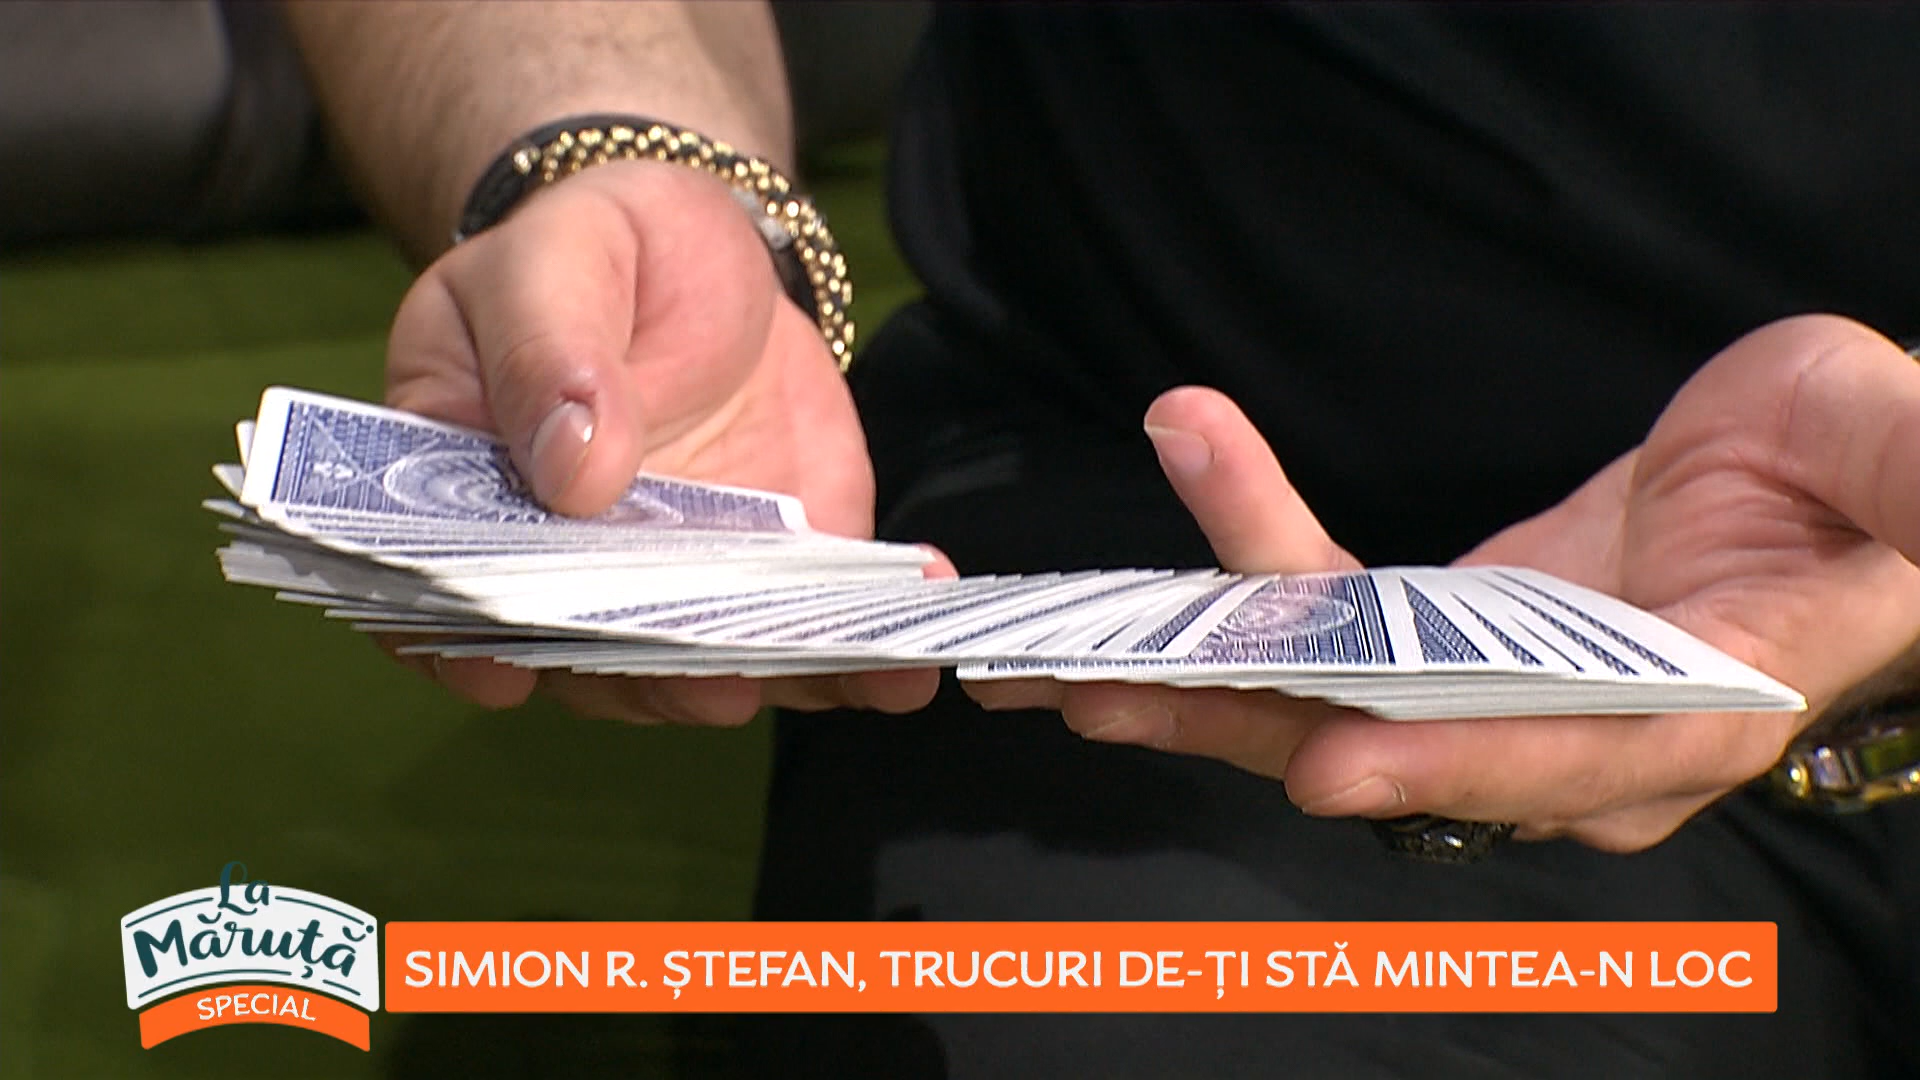 La
Măruță
SPECIAL
SIMION R. ȘTEFAN, TRUCURI DE-ȚI STĂ MINTEA-N LOC